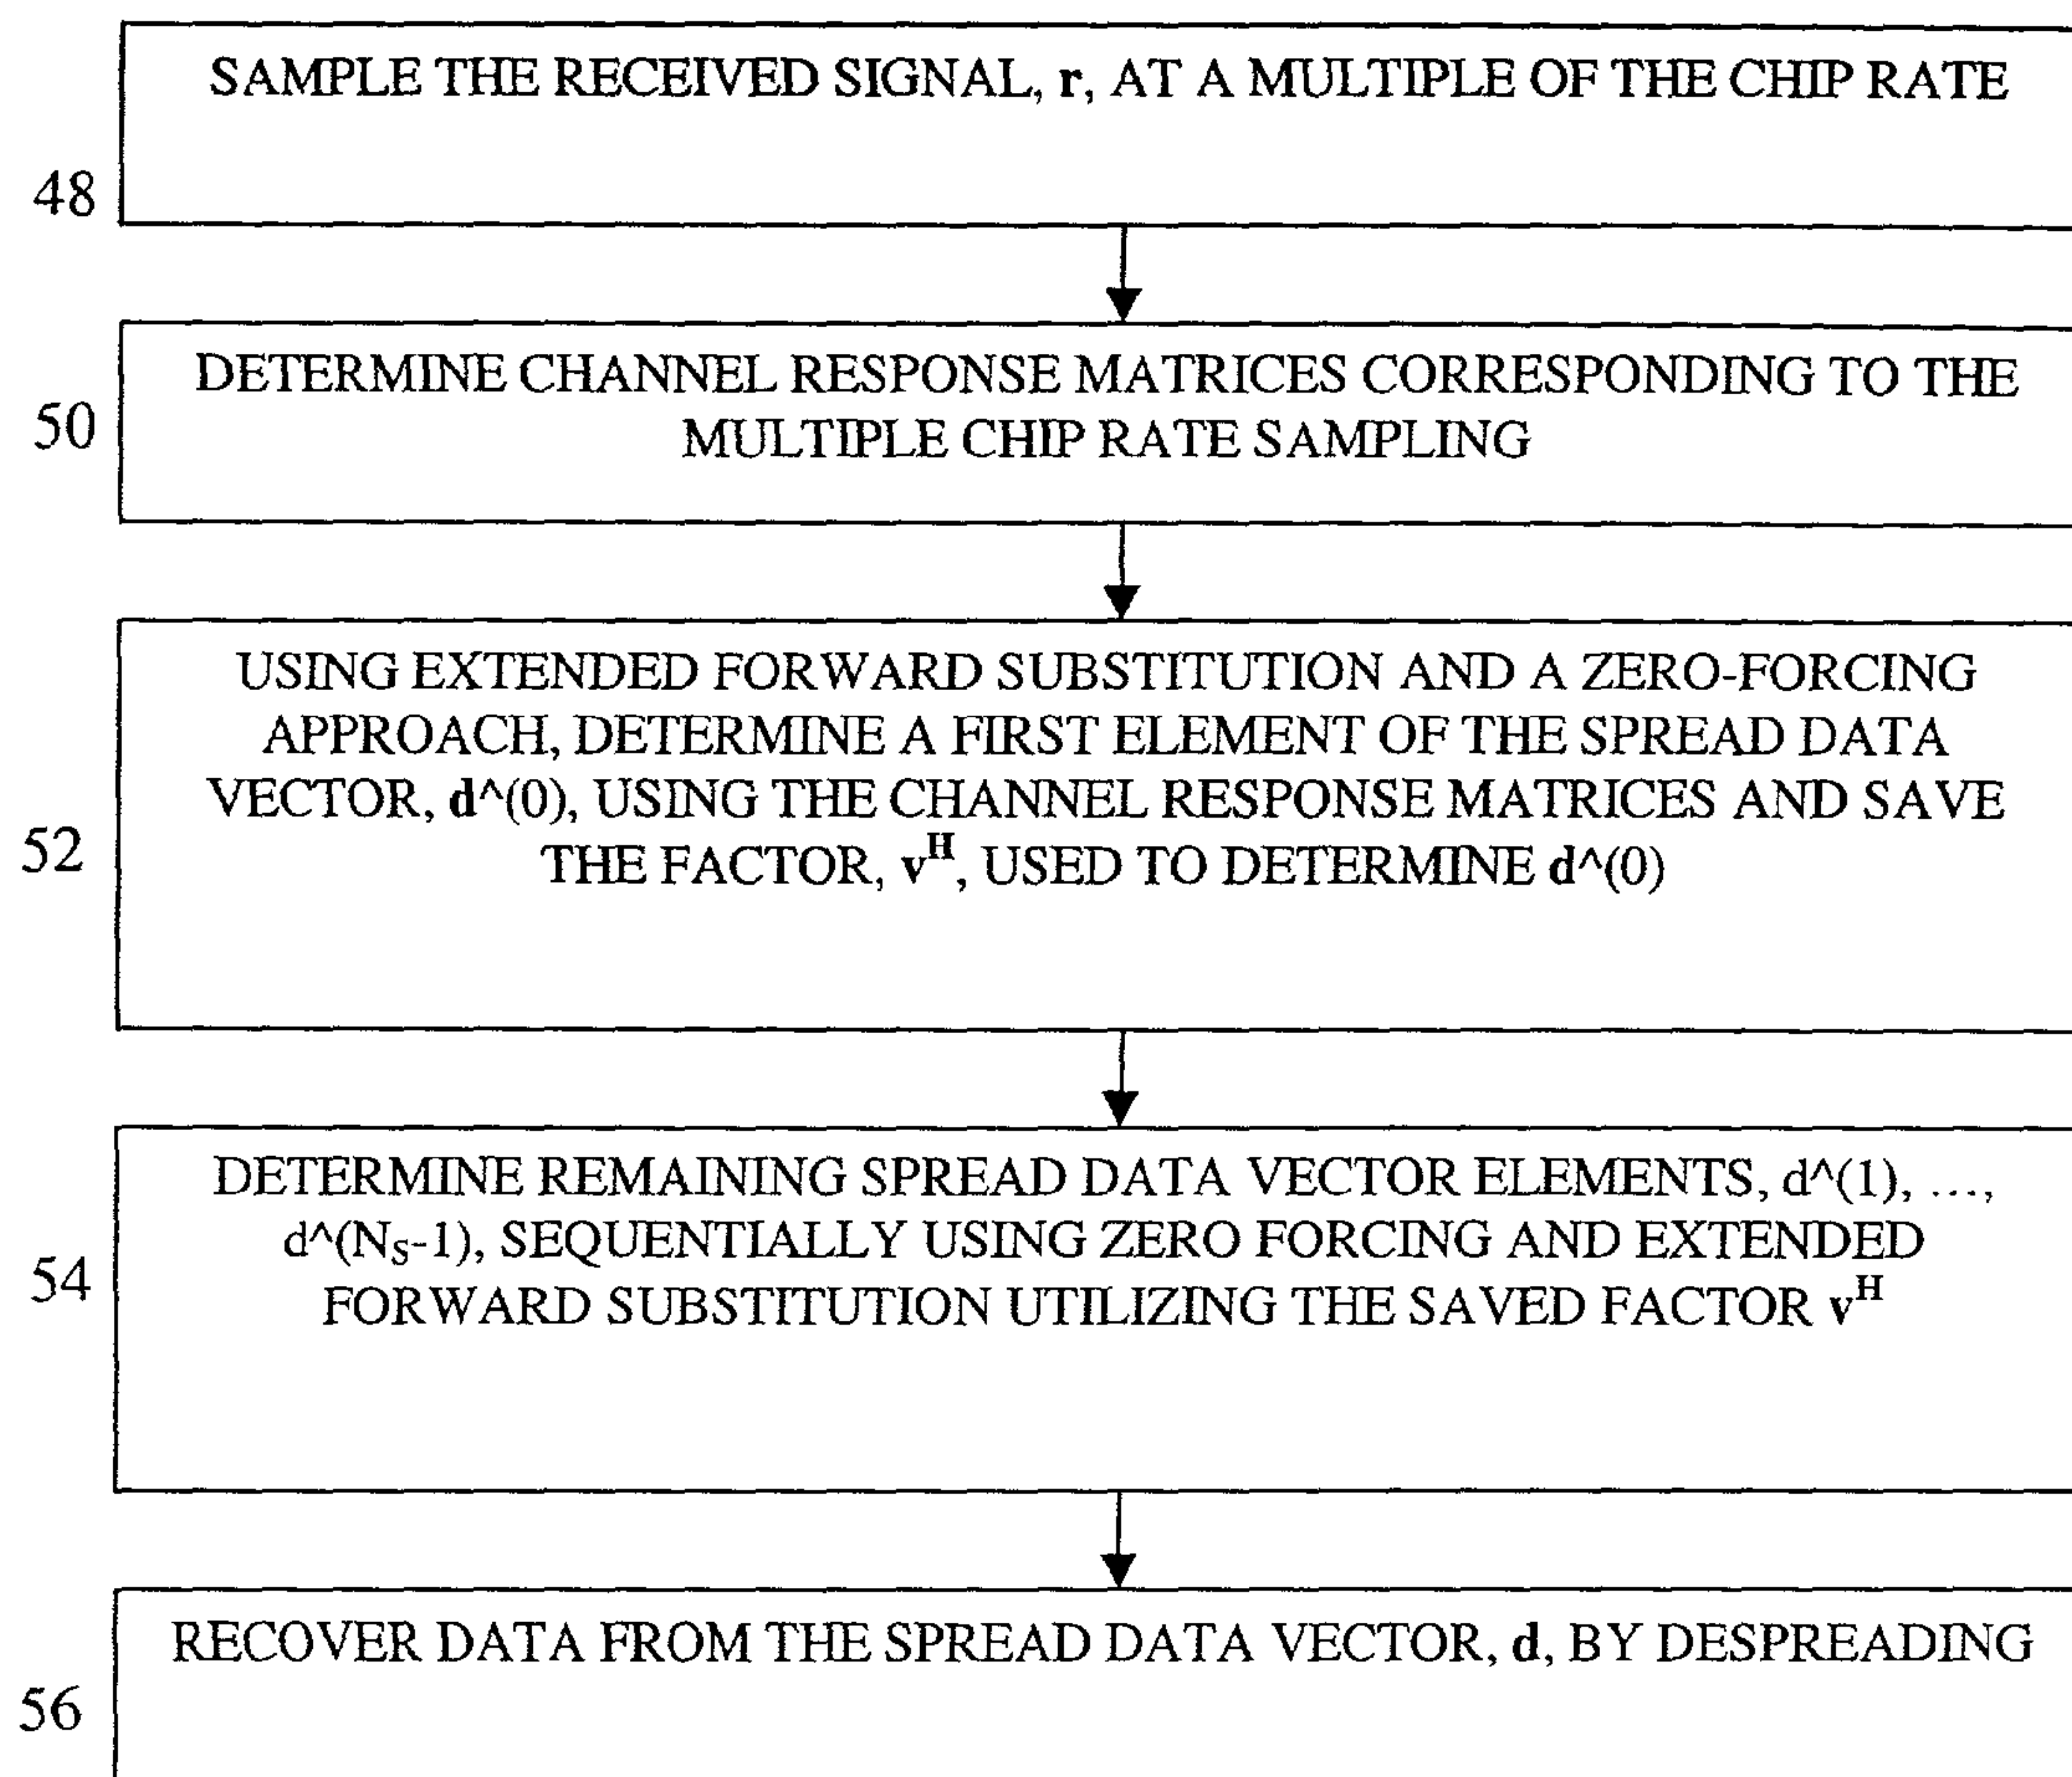 SAMPLE THE RECEIVED SIGNAL, r, AT A MULTIPLE OF THE CHIP RATE
48
DETERMINE CHANNEL RESPONSE MATRICES CORRESPONDING TO THE
MULTIPLE CHIP RATE SAMPLING
50
USING EXTENDED FORWARD SUBSTITUTION AND A ZERO-FORCING
APPROACH, DETERMINE A FIRST ELEMENT OF THE SPREAD DATA
VECTOR, d^(0), USING THE CHANNEL RESPONSE MATRICES AND SAVE
THE FACTOR, v^H, USED TO DETERMINE d^(0)
52
DETERMINE REMAINING SPREAD DATA VECTOR ELEMENTS, d^(1), ...,
d^(N_S-1), SEQUENTIALLY USING ZERO FORCING AND EXTENDED
FORWARD SUBSTITUTION UTILIZING THE SAVED FACTOR v^H
54
RECOVER DATA FROM THE SPREAD DATA VECTOR, d, BY DESPREADING
56